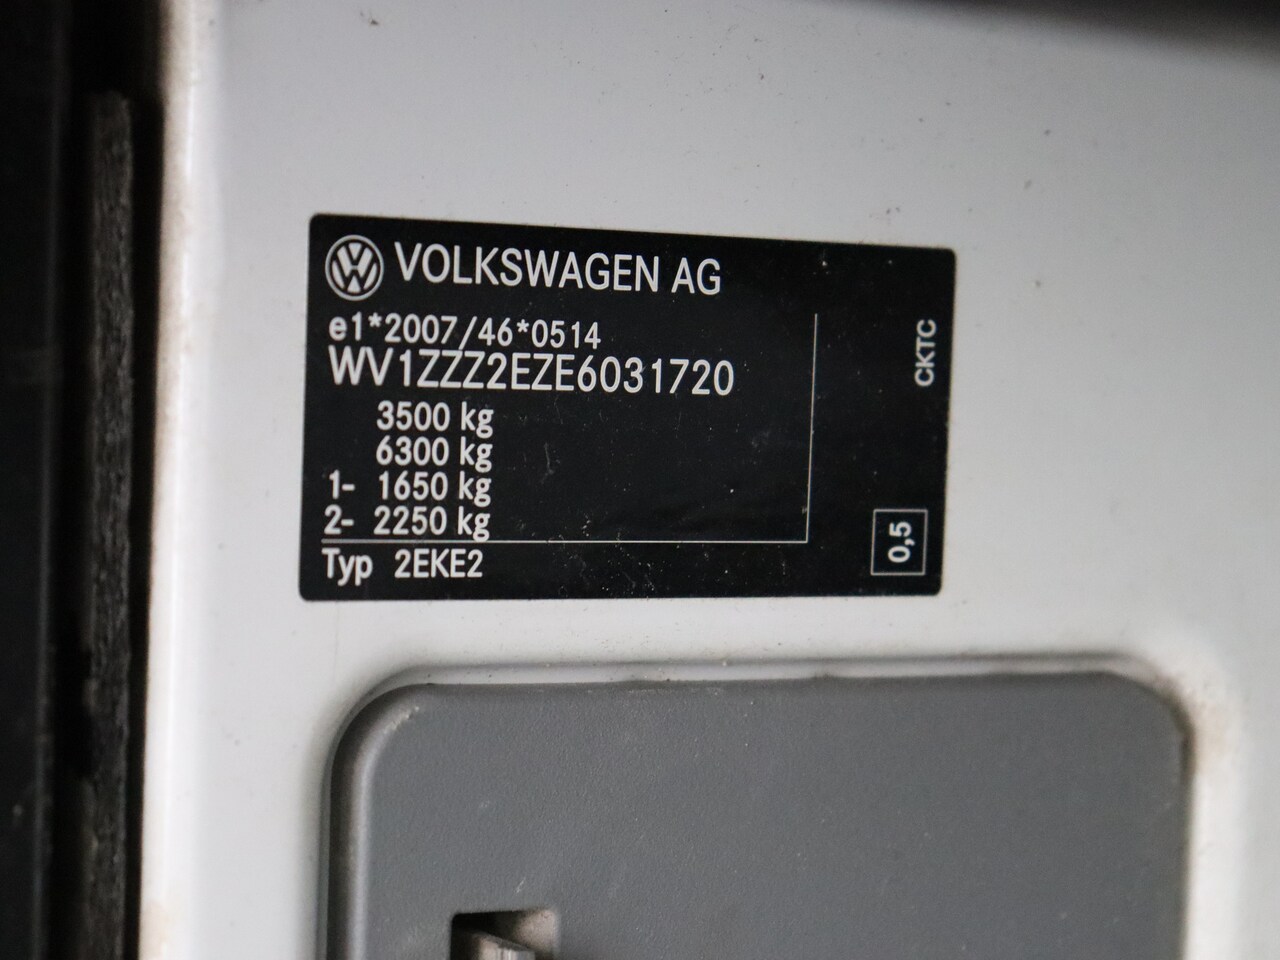 VOLKSWAGEN AG
e1*2007/46*0514
WV1ZZZ2EZE6031720
3500 kg
6300 kg
1- 1650 kg
2- 2250 kg
Typ 2EKE2
CKTC
0,5